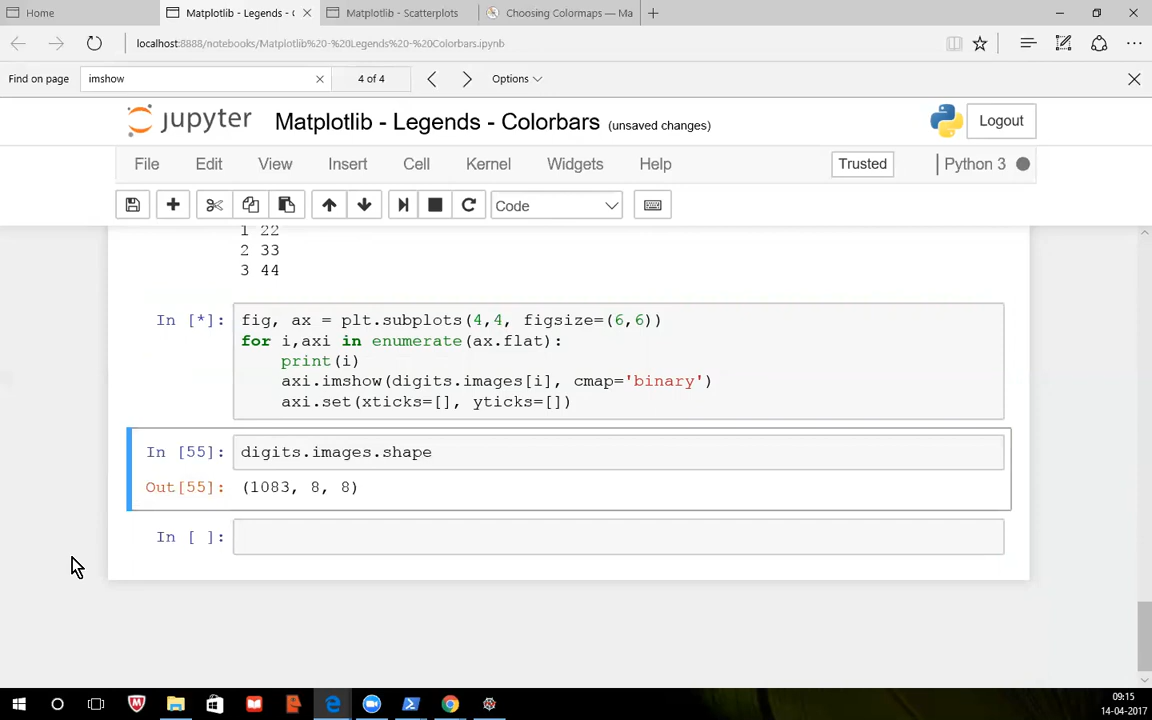 Home
Matplotlib - Legends - C
Matplotlib - Scatterplots
Choosing Colormaps — Ma
localhost:8888/notebooks/Matplotlib%20-%20Legends%20-%20Colorbars.ipynb
Find on page imshow 4 of 4 Options
jupyter Matplotlib - Legends - Colorbars (unsaved changes) Logout
File Edit View Insert Cell Kernel Widgets Help Trusted Python 3
Code
1 22
2 33
3 44
In [*]: fig, ax = plt.subplots(4,4, figsize=(6,6))
for i,axi in enumerate(ax.flat):
print(i)
axi.imshow(digits.images[i], cmap='binary')
axi.set(xticks=[], yticks=[])
In [55]: digits.images.shape
Out[55]: (1083, 8, 8)
In [ ]:
09:15
14-04-2017